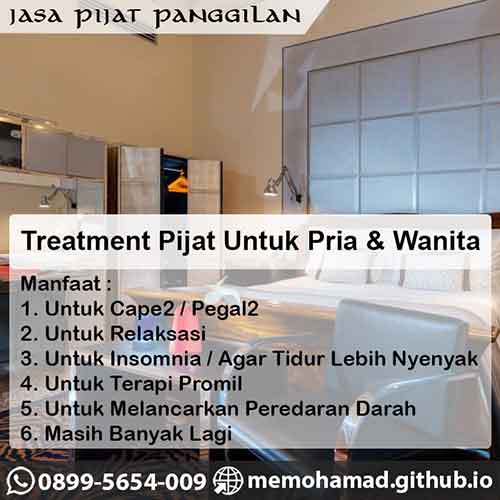 Jasa Pijat Panggilan
Treatment Pijat Untuk Pria & Wanita
Manfaat :
1. Untuk Cape2 / Pegal2
2. Untuk Relaksasi
3. Untuk Insomnia / Agar Tidur Lebih Nyenyak
4. Untuk Terapi Promil
5. Untuk Melancarkan Peredaran Darah
6. Masih Banyak Lagi
0899-5654-009 memohamad.github.io